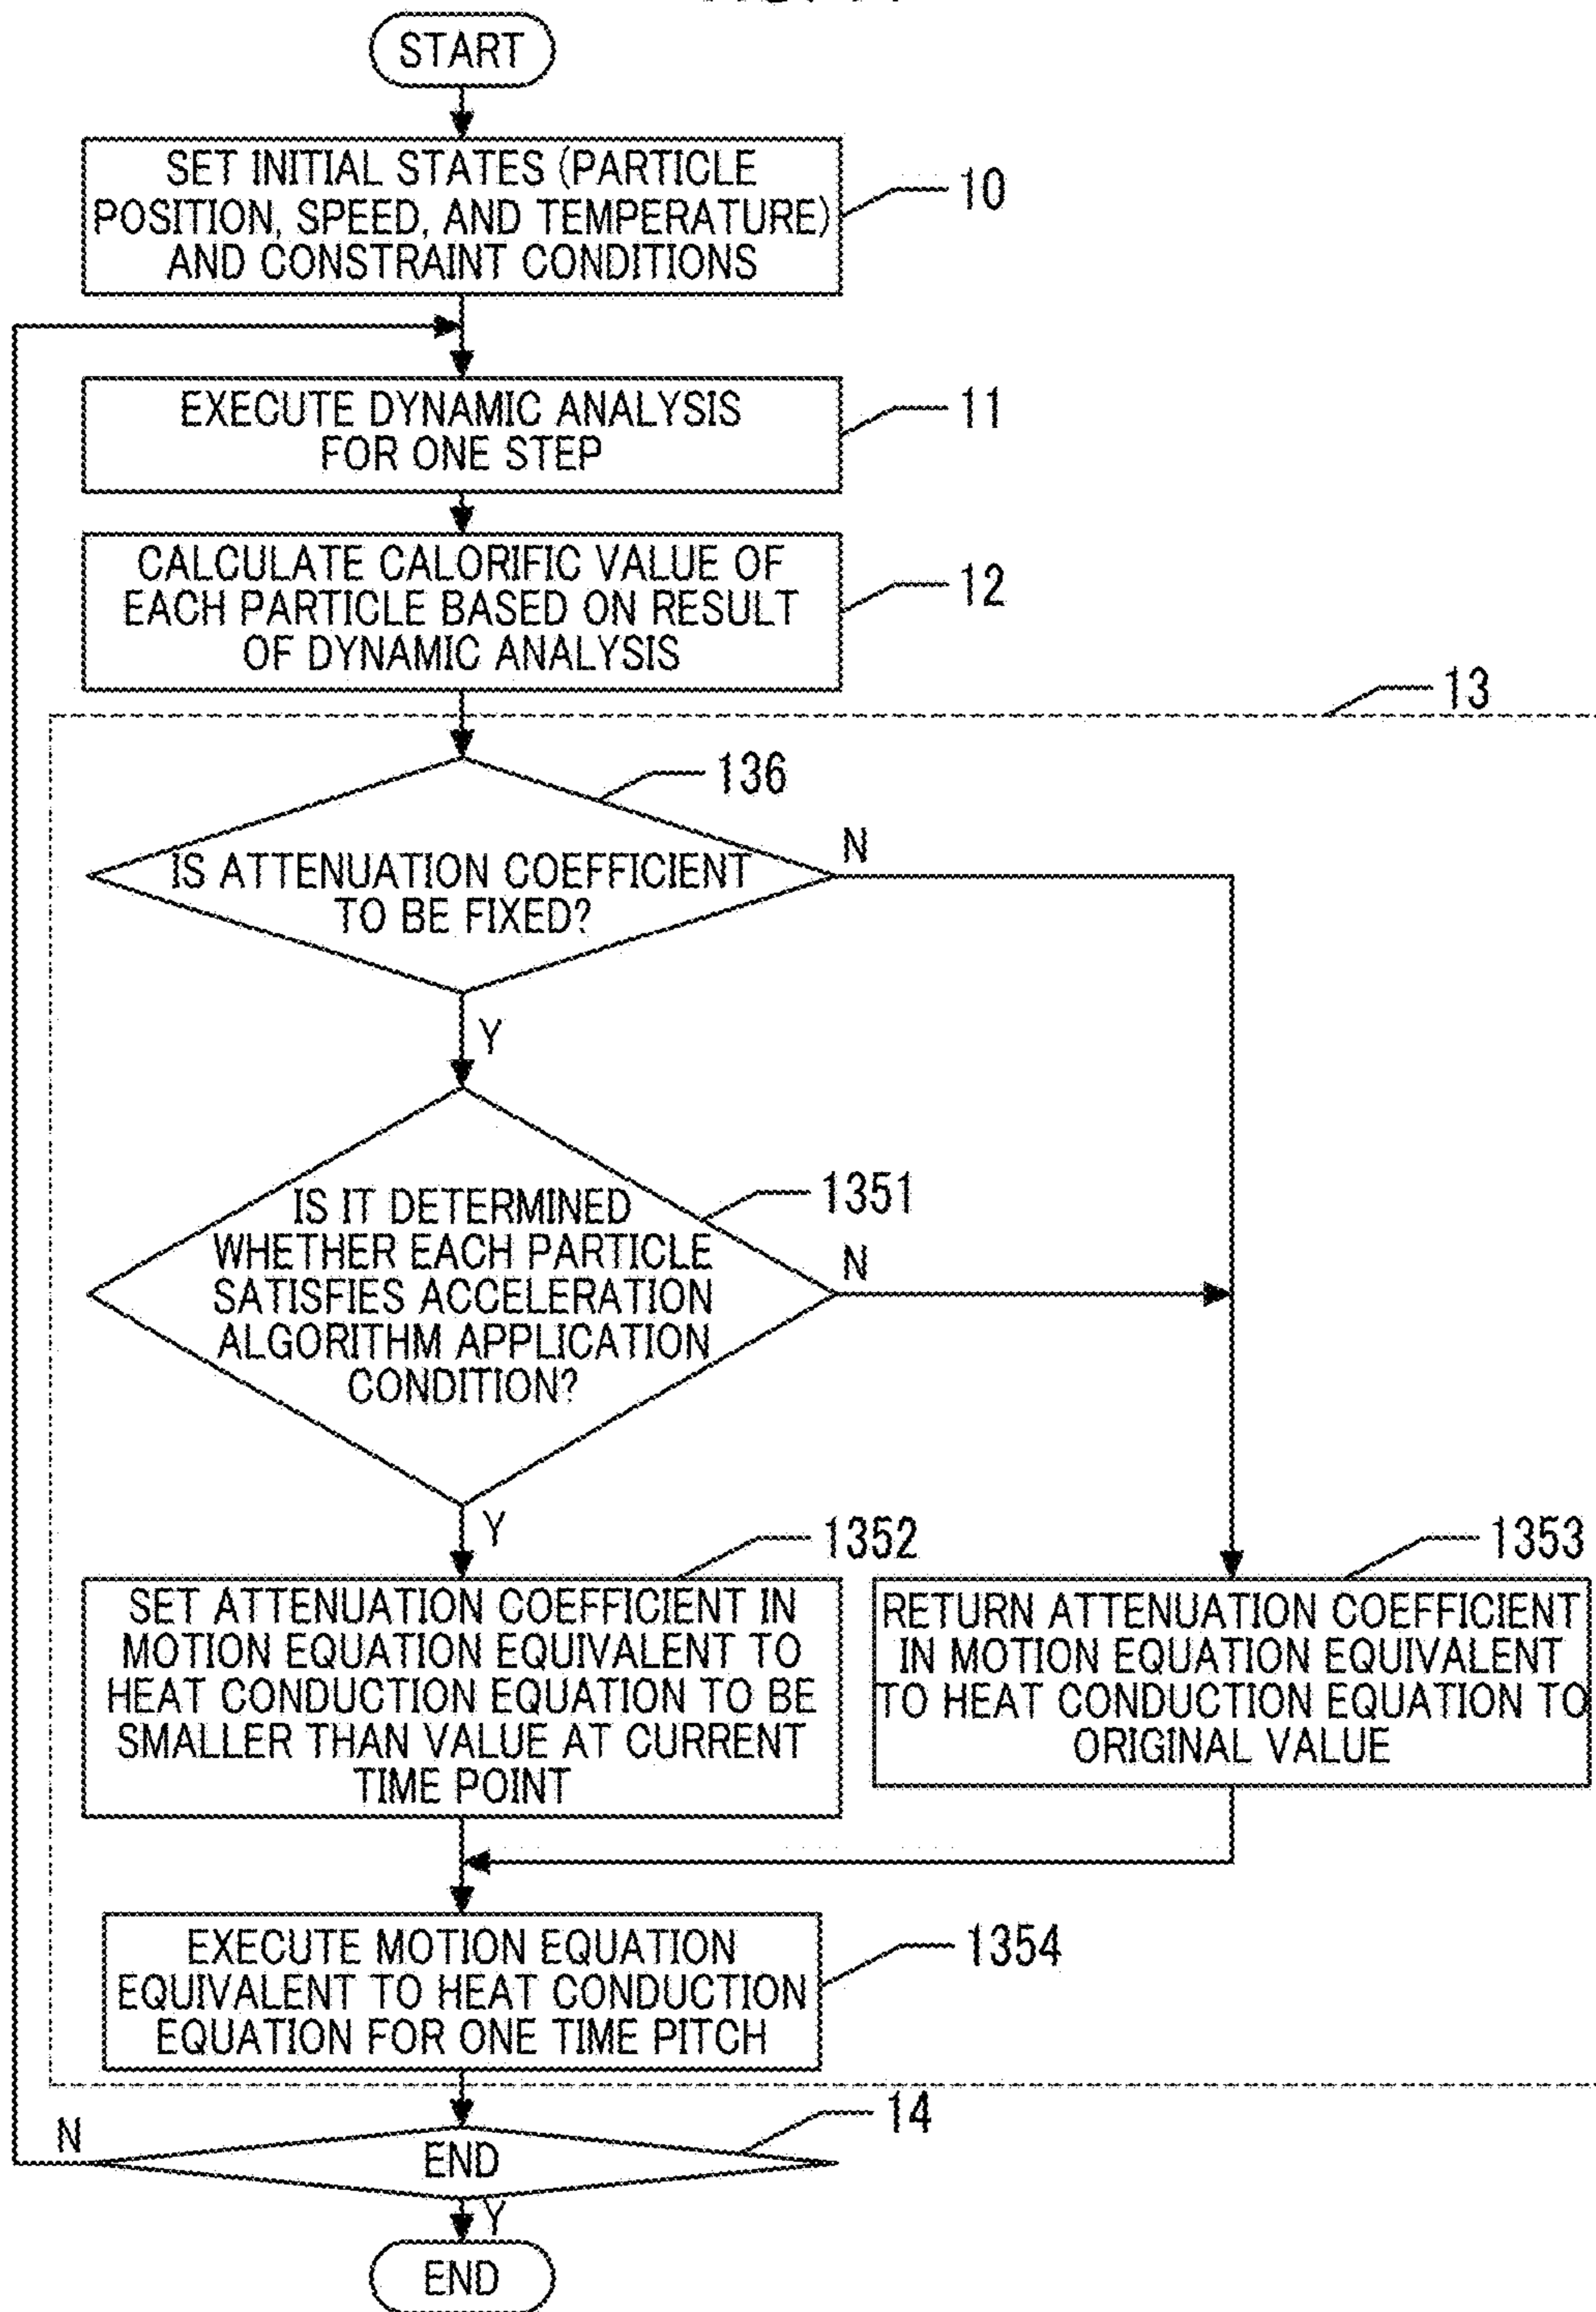 START
SET INITIAL STATES (PARTICLE
POSITION, SPEED, AND TEMPERATURE)
AND CONSTRAINT CONDITIONS
10
EXECUTE DYNAMIC ANALYSIS
FOR ONE STEP
11
CALCULATE CALORIFIC VALUE OF
EACH PARTICLE BASED ON RESULT
OF DYNAMIC ANALYSIS
12
13
136
IS ATTENUATION COEFFICIENT
TO BE FIXED?
N
Y
IS IT DETERMINED
WHETHER EACH PARTICLE
SATISFIES ACCELERATION
ALGORITHM APPLICATION
CONDITION?
1351
N
Y
1352
SET ATTENUATION COEFFICIENT IN
MOTION EQUATION EQUIVALENT TO
HEAT CONDUCTION EQUATION TO BE
SMALLER THAN VALUE AT CURRENT
TIME POINT
1353
RETURN ATTENUATION COEFFICIENT
IN MOTION EQUATION EQUIVALENT
TO HEAT CONDUCTION EQUATION TO
ORIGINAL VALUE
EXECUTE MOTION EQUATION
EQUIVALENT TO HEAT CONDUCTION
EQUATION FOR ONE TIME PITCH
1354
14
N
END
Y
END